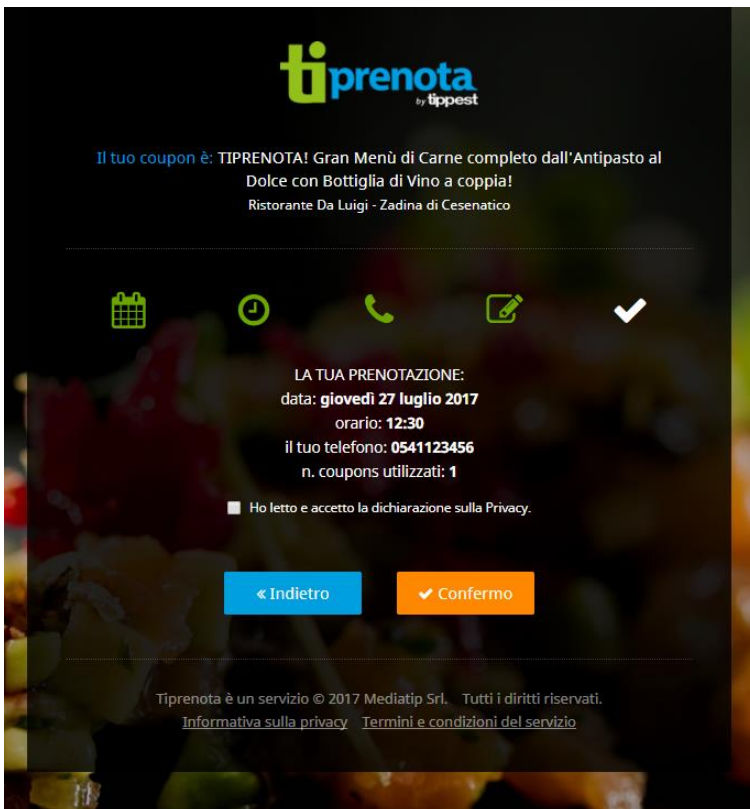 tiprenota
by tippest
Il tuo coupon è: TIPRENOTA! Gran Menù di Carne completo dall'Antipasto al
Dolce con Bottiglia di Vino a coppia!
Ristorante Da Luigi - Zadina di Cesenatico
LA TUA PRENOTAZIONE:
data: giovedì 27 luglio 2017
orario: 12:30
il tuo telefono: 0541123456
n. coupons utilizzati: 1
Ho letto e accetto la dichiarazione sulla Privacy.
« Indietro
Confermo
Tiprenota è un servizio © 2017 Mediatip Srl. Tutti i diritti riservati.
Informativa sulla privacy Termini e condizioni del servizio